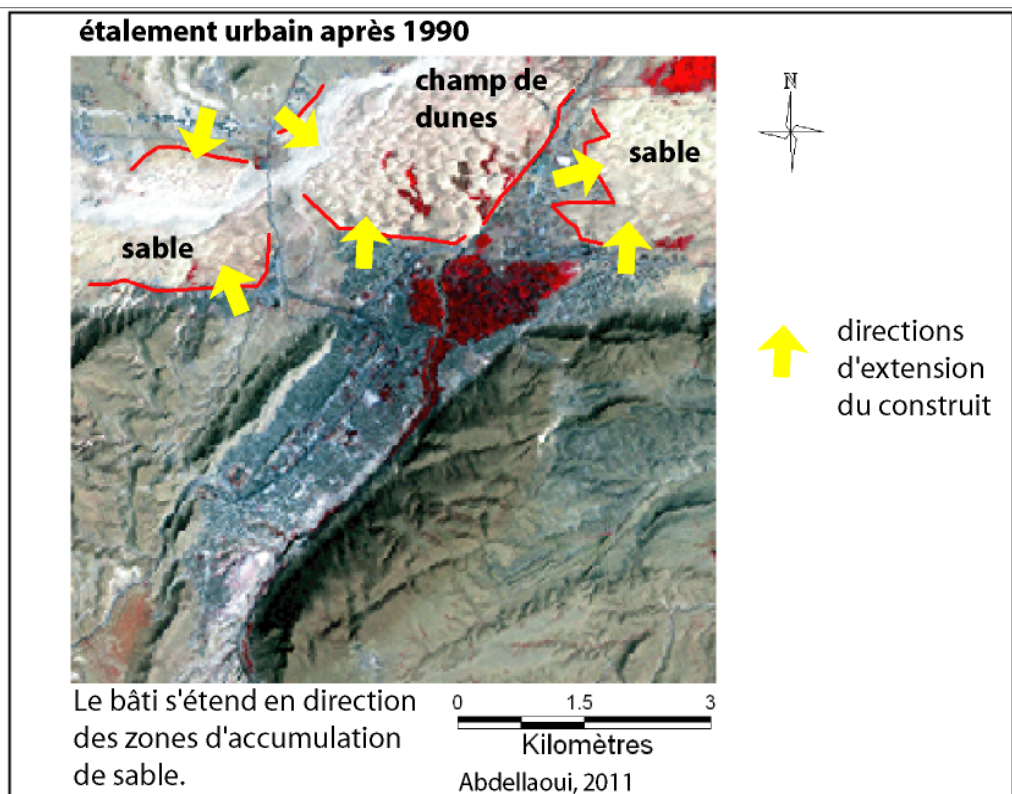 étalement urbain après 1990
champ de
dunes
N
sable
sable
directions
d'extension
du construit
Le bâti s'étend en direction
des zones d'accumulation
de sable.
0 1.5 3
Kilomètres
Abdellaoui, 2011